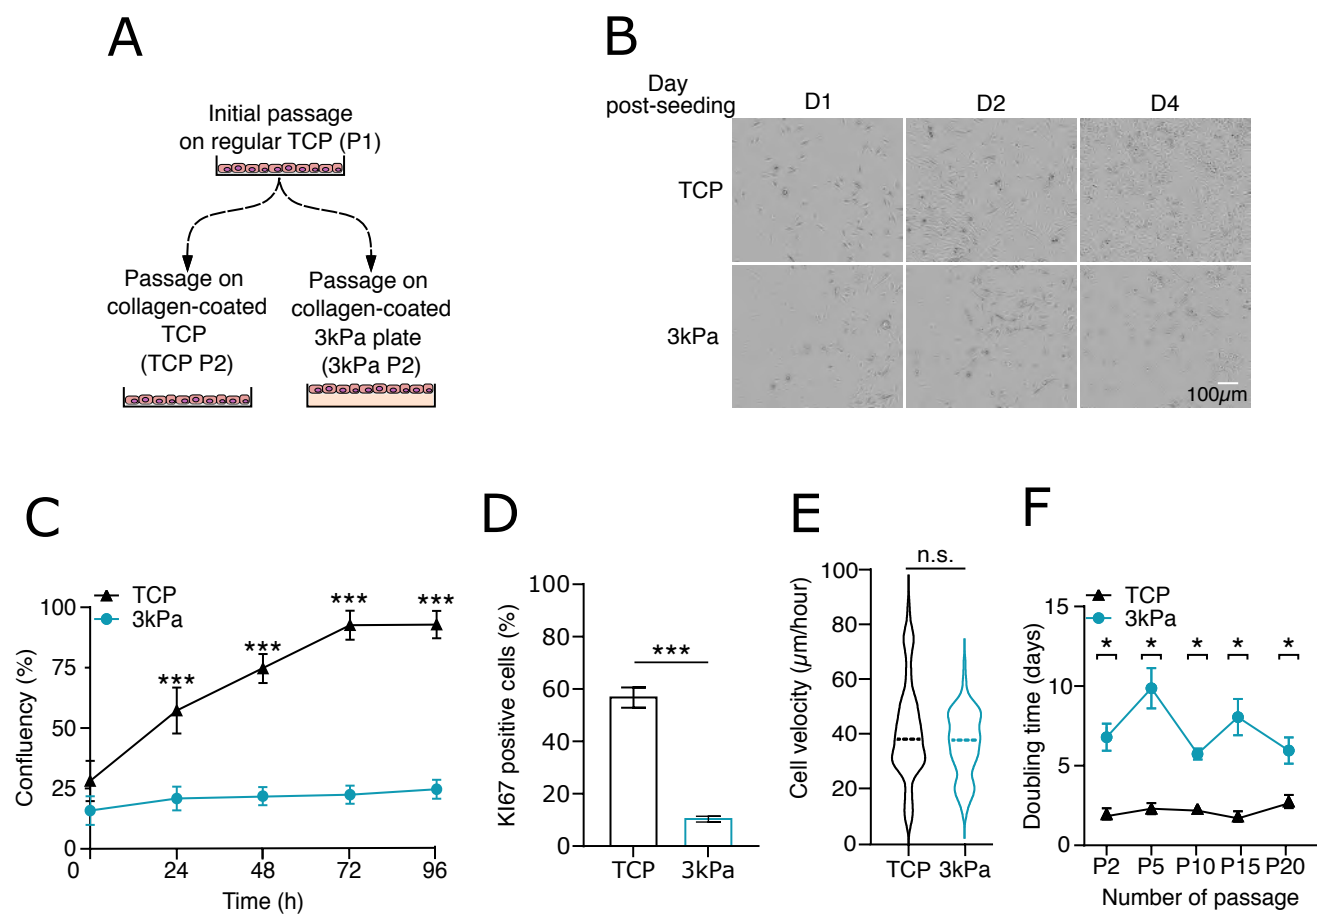 A
Initial passage
on regular TCP (P1)
Passage on
collagen-coated
TCP
(TCP P2)
Passage on
collagen-coated
3kPa plate
(3kPa P2)
B
Day
post-seeding
D1
D2
D4
TCP
3kPa
100µm
C
TCP
3kPa
Confluency (%)
100
75
50
25
0
***
***
***
***
0
24
48
72
96
Time (h)
D
KI67 positive cells (%)
100
80
60
40
20
0
***
TCP
3kPa
E
n.s.
Cell velocity (µm/hour)
100
80
60
40
20
0
TCP
3kPa
F
TCP
3kPa
Doubling time (days)
15
10
5
0
*
*
*
*
*
P2
P5
P10
P15
P20
Number of passage